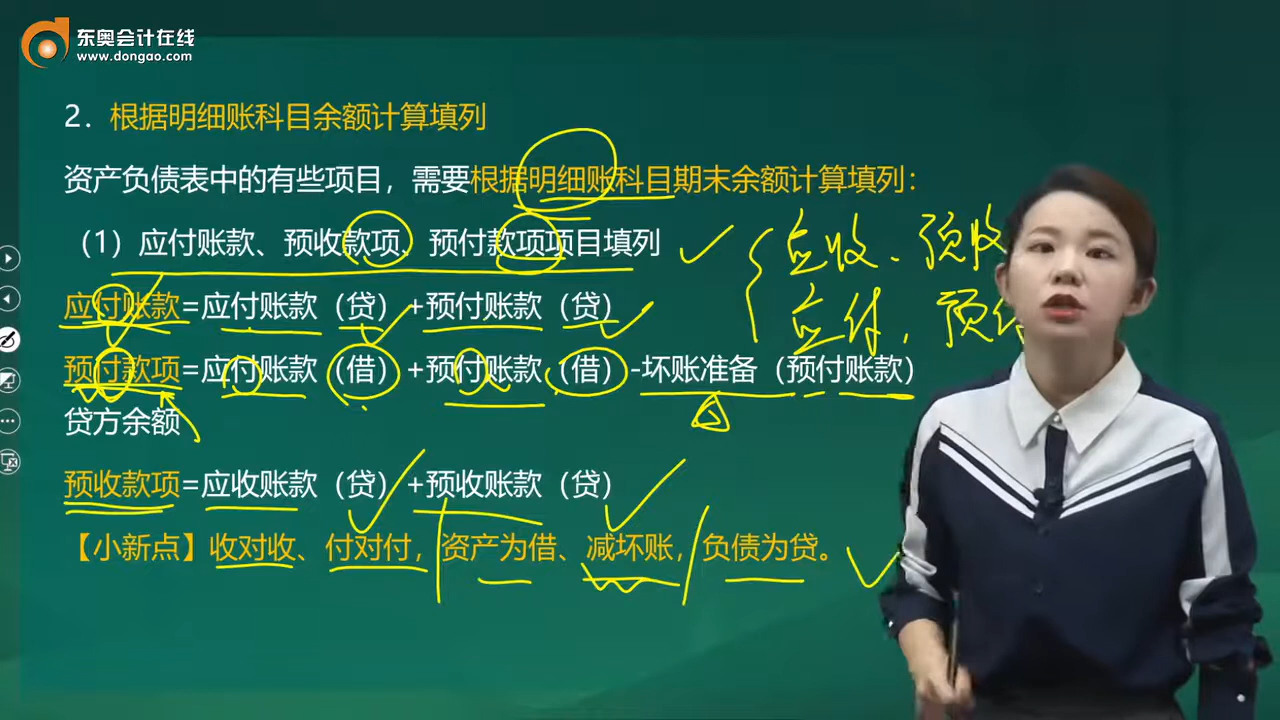 东奥会计在线
www.dongao.com
2．根据明细账科目余额计算填列
资产负债表中的有些项目，需要根据明细账科目期末余额计算填列：
（1）应付账款、预收款项、预付款项项目填列
应收、预收
应付，预付
应付账款=应付账款（贷）+预付账款（贷）
预付款项=应付账款（借）+预付账款（借）-坏账准备（预付账款）
贷方余额
预收款项=应收账款（贷）+预收账款（贷）
【小新点】收对收、付对付，资产为借、减坏账，负债为贷。